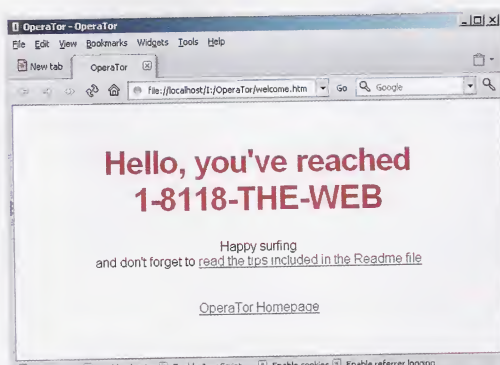 OperaTor - OperaTor
File Edit View Bookmarks Widgets Tools Help
New tab OperaTor
file://localhost/I:/OperaTor/welcome.htm Go Google
Hello, you've reached
1-8118-THE-WEB
Happy surfing
and don't forget to read the tips included in the Readme file
OperaTor Homepage
Enable cookies Enable referrer logging